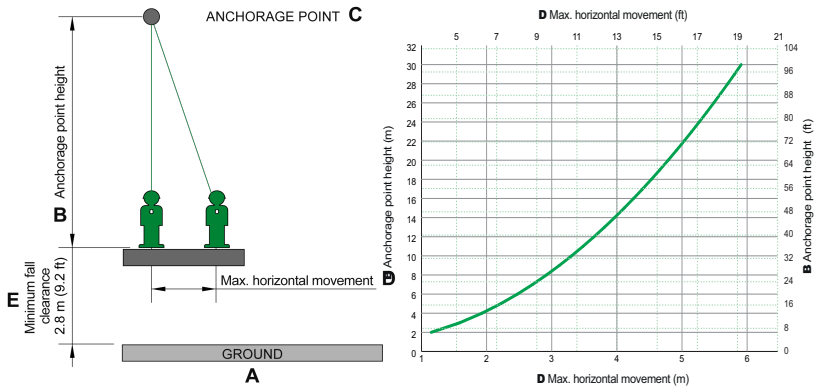 ANCHORAGE POINT C
Anchorage point height
B
Max. horizontal movement D
E
Minimum fall
clearance
2.8 m (9.2 ft)
GROUND
A
D Max. horizontal movement (ft)
5 7 9 11 13 15 17 19 21
32 104
30 96
28 88
26
24 80
22 72
20 64
18 56
16 48
14
12 40
10 32
8 24
6 16
4
2 8
0 0
B Anchorage point height (m)
B Anchorage point height (ft)
1 2 3 4 5 6
D Max. horizontal movement (m)